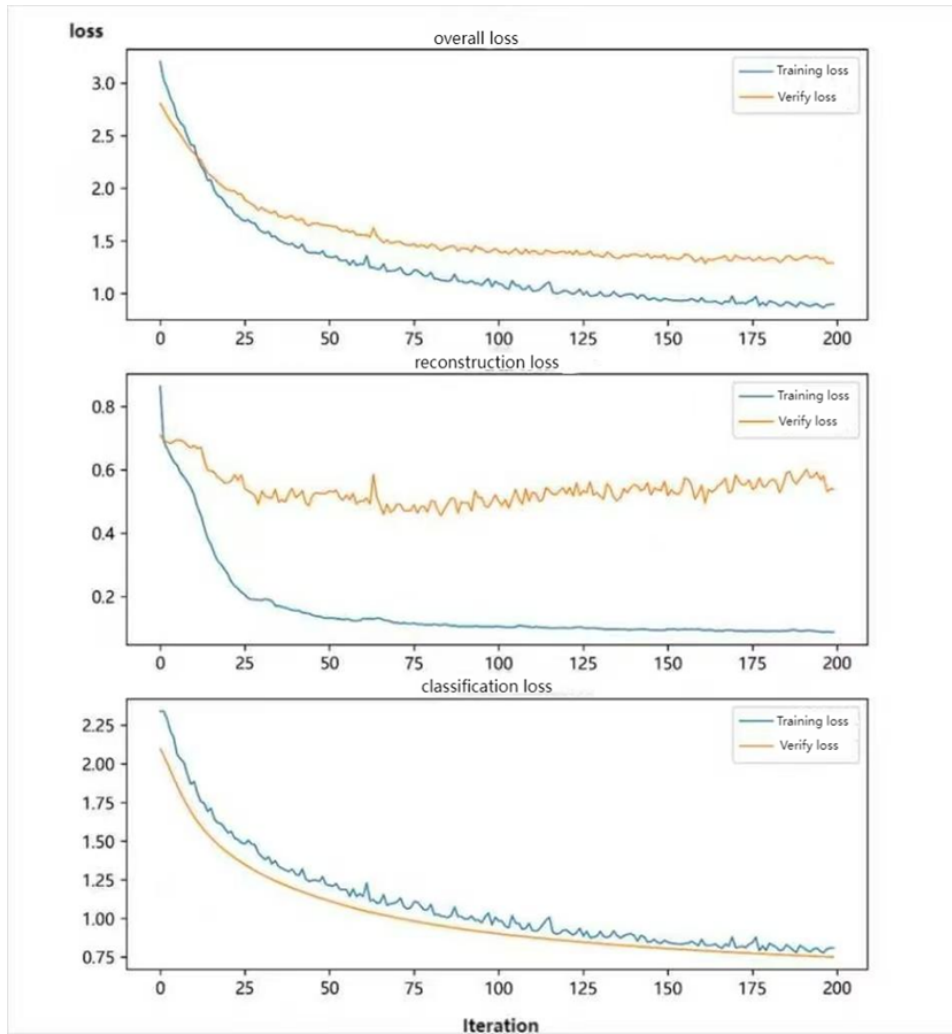 loss
overall loss
Training loss
Verify loss
3.0
2.5
2.0
1.5
1.0
0 25 50 75 100 125 150 175 200
reconstruction loss
Training loss
Verify loss
0.8
0.6
0.4
0.2
0 25 50 75 100 125 150 175 200
classification loss
Training loss
Verify loss
2.25
2.00
1.75
1.50
1.25
1.00
0.75
0 25 50 75 100 125 150 175 200
Iteration